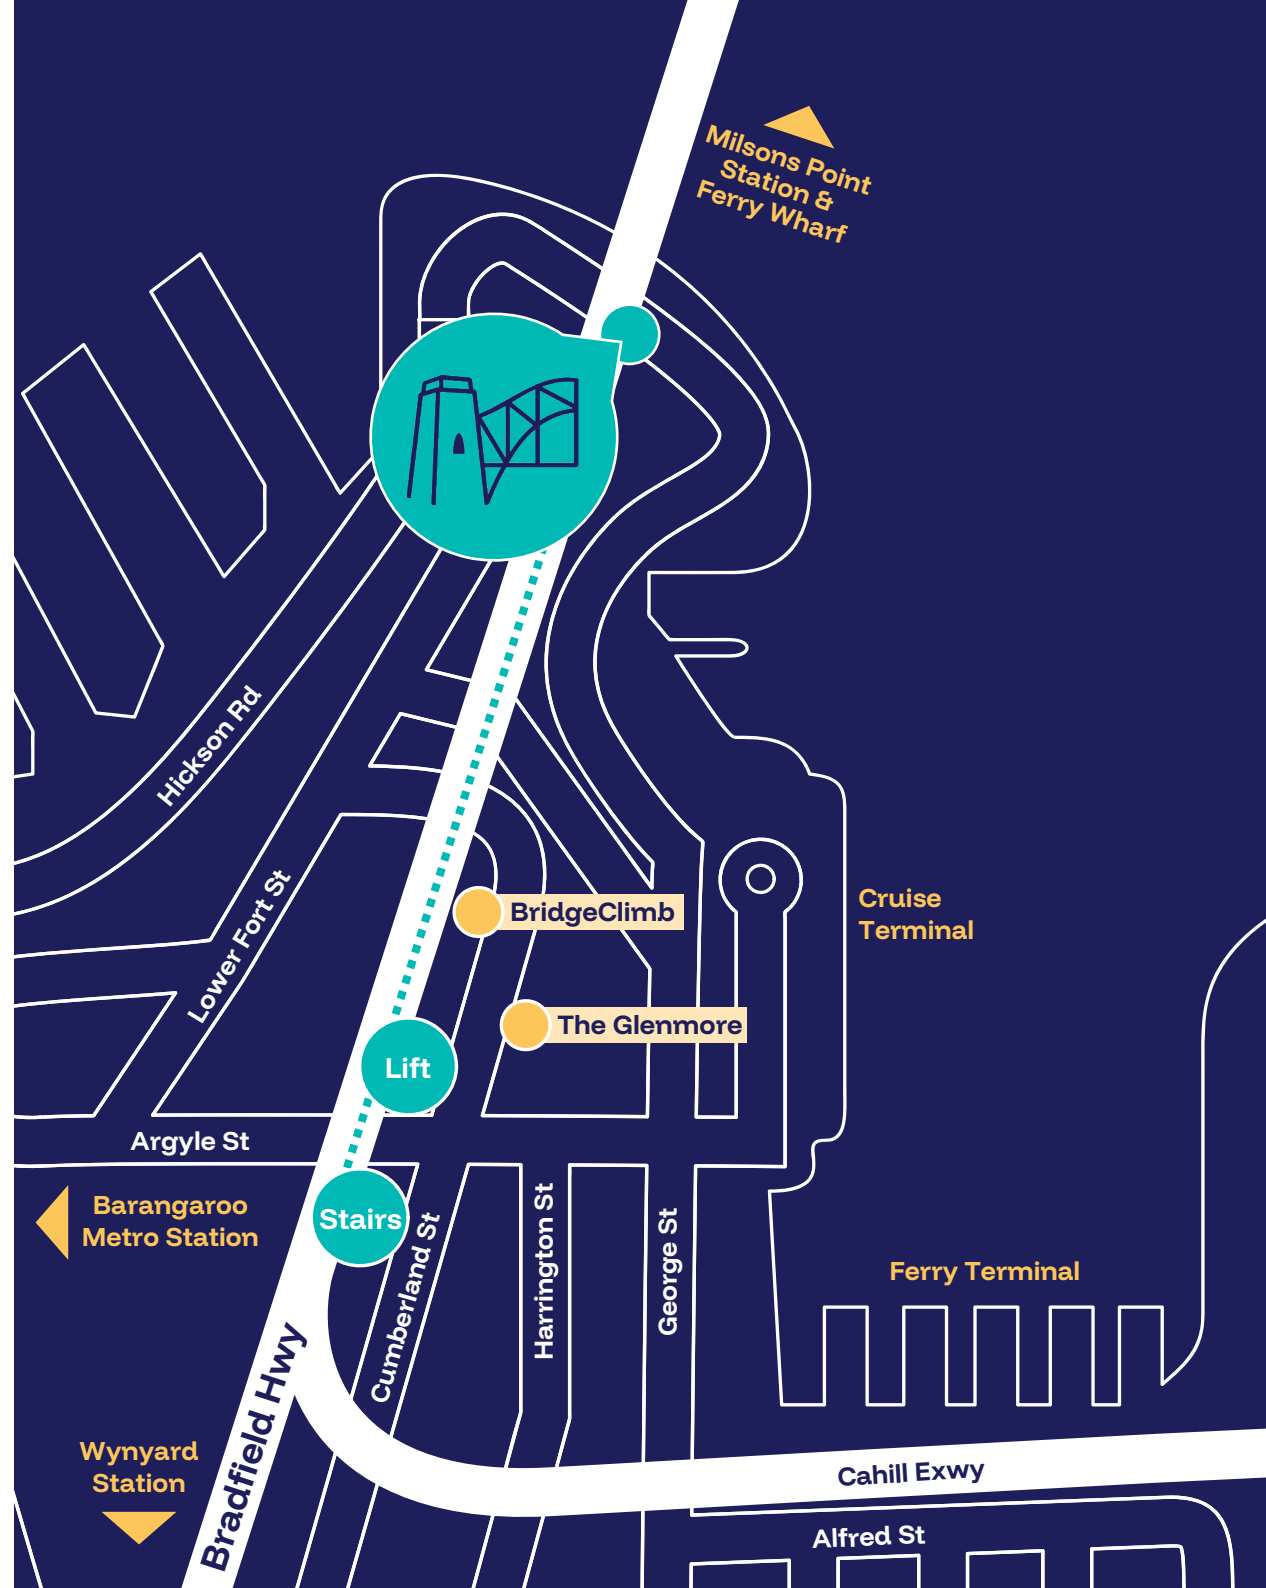 Milsons Point
Station &
Ferry Wharf
Hickson Rd
Lower Fort St
BridgeClimb
Cruise
Terminal
The Glenmore
Lift
Argyle St
Barangaroo
Metro Station
Stairs
Cumberland St
Harrington St
George St
Ferry Terminal
Bradfield Hwy
Wynyard
Station
Cahill Exwy
Alfred St